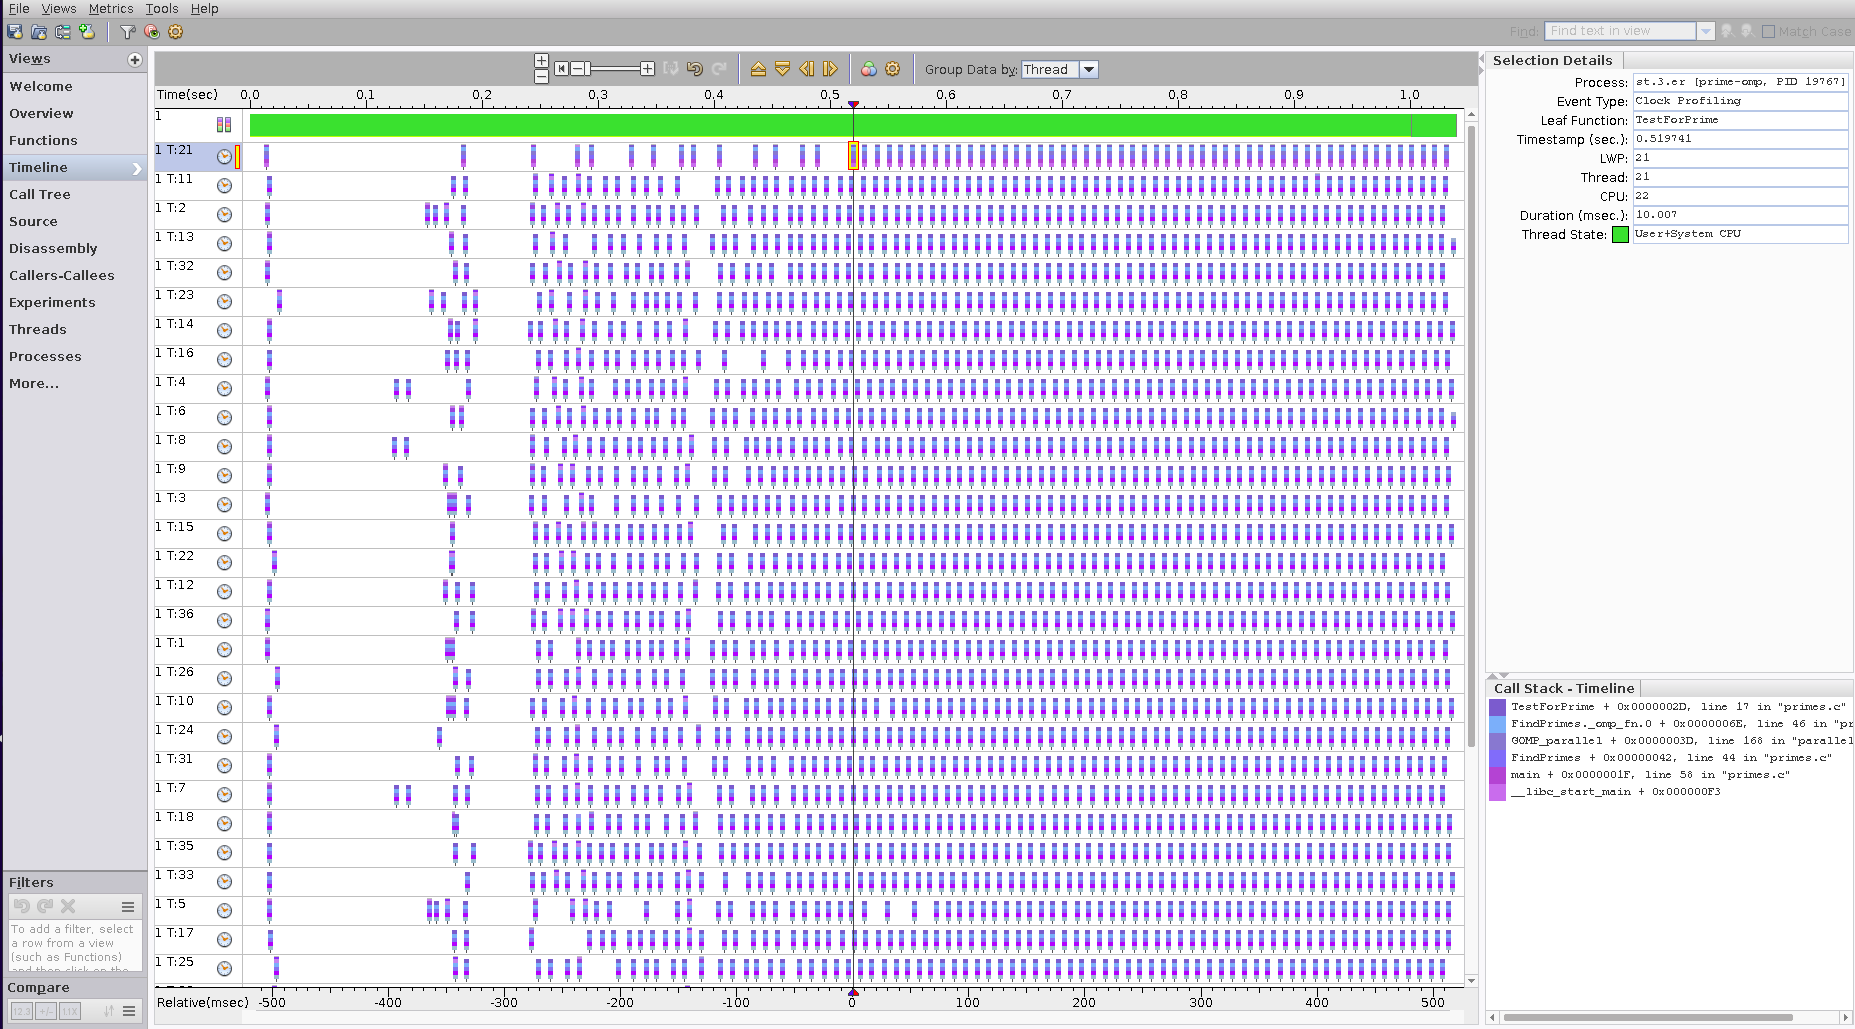 File Views Metrics Tools Help
Find: Find text in view Match Case
Views
Welcome
Overview
Functions
Timeline
Call Tree
Source
Disassembly
Callers-Callees
Experiments
Threads
Processes
More...
Filters
To add a filter, select
a row from a view
(such as Functions)
and then click on the
Compare
12.3 +/- 1.1X
Group Data by: Thread
Time(sec) 0.0 0.1 0.2 0.3 0.4 0.5 0.6 0.7 0.8 0.9 1.0
1
1 T:21
1 T:11
1 T:2
1 T:13
1 T:32
1 T:23
1 T:14
1 T:16
1 T:4
1 T:6
1 T:8
1 T:9
1 T:3
1 T:15
1 T:22
1 T:12
1 T:36
1 T:1
1 T:26
1 T:10
1 T:24
1 T:31
1 T:7
1 T:18
1 T:35
1 T:33
1 T:5
1 T:17
1 T:25
Relative(msec) -500 -400 -300 -200 -100 0 100 200 300 400 500
Selection Details
Process: st.3.er [prime-omp, PID 19767]
Event Type: Clock Profiling
Leaf Function: TestForPrime
Timestamp (sec.): 0.519741
LWP: 21
Thread: 21
CPU: 22
Duration (msec.): 10.007
Thread State: User+System CPU
Call Stack - Timeline
TestForPrime + 0x0000002D, line 17 in "primes.c"
FindPrimes._omp_fn.0 + 0x0000006E, line 46 in "pr
GOMP_parallel + 0x0000003D, line 168 in "parallel
FindPrimes + 0x00000042, line 44 in "primes.c"
main + 0x0000001F, line 58 in "primes.c"
__libc_start_main + 0x000000F3